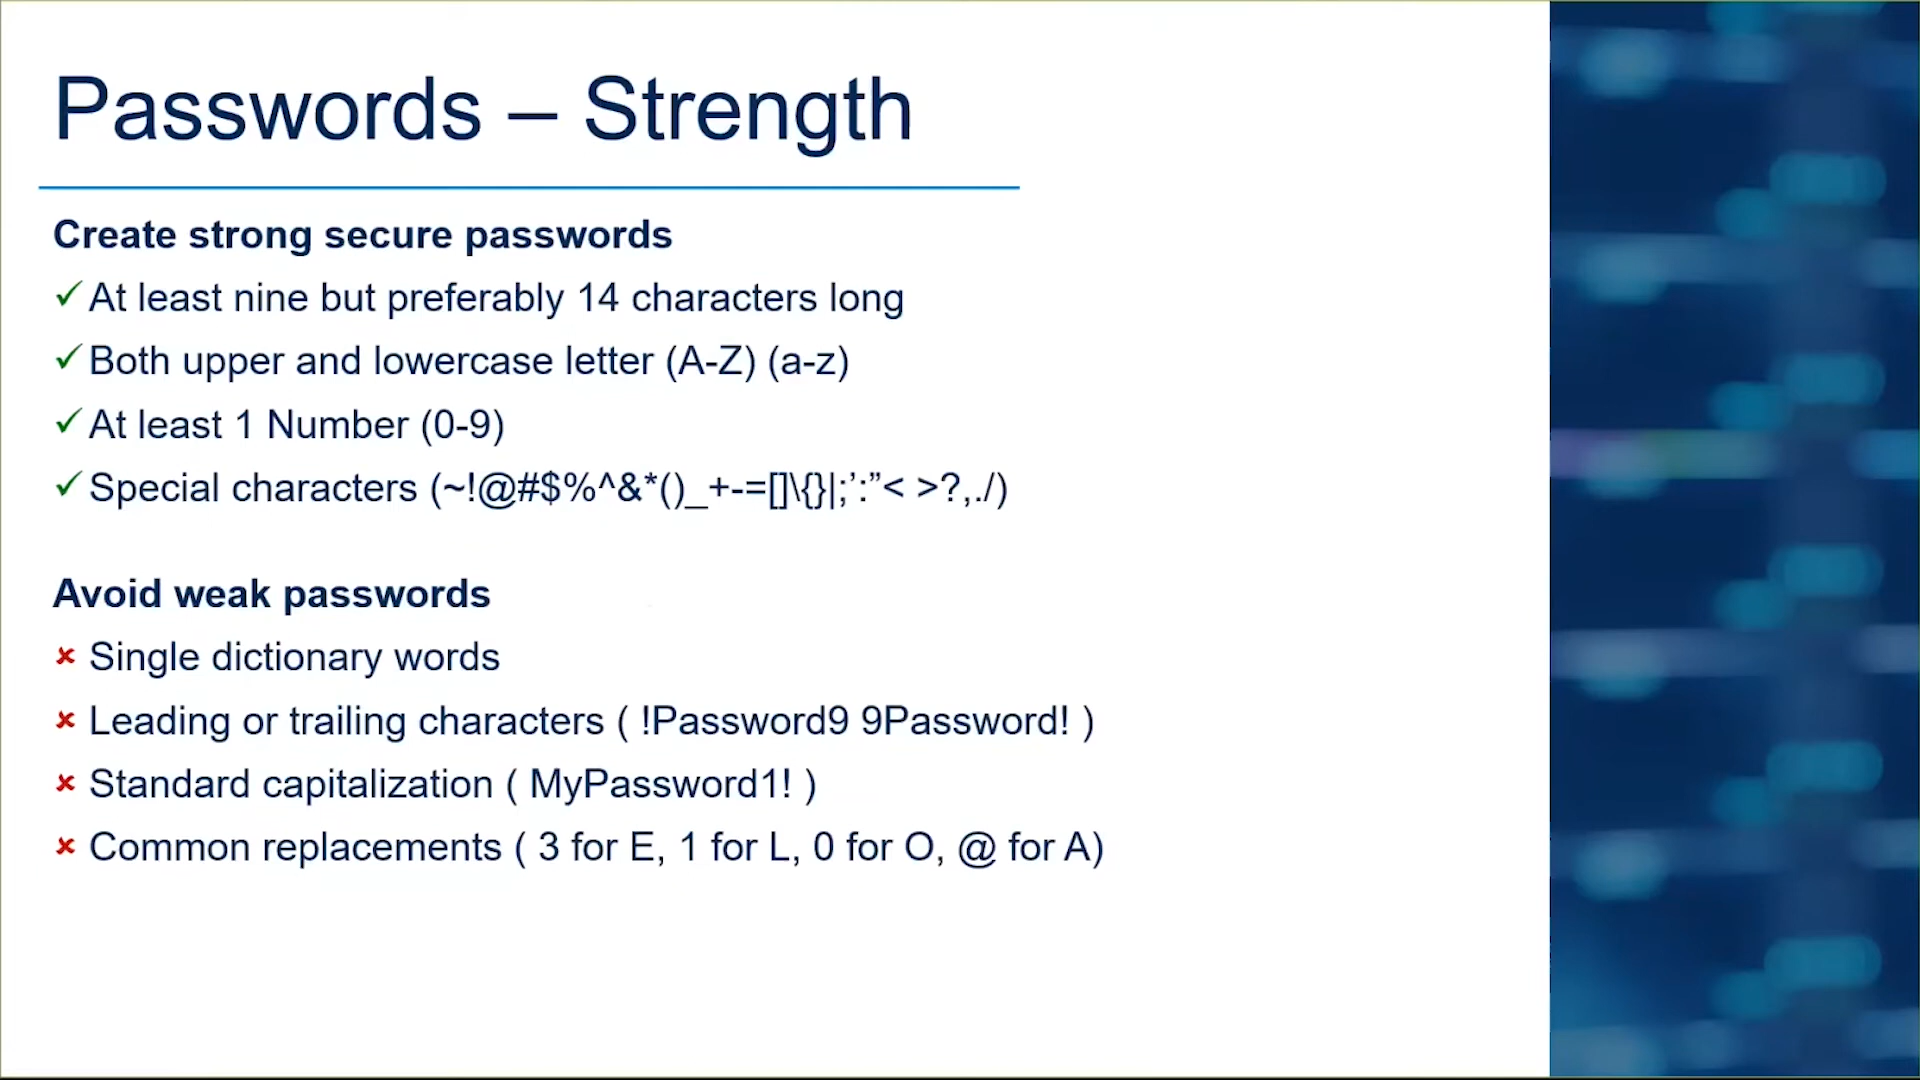 Passwords – Strength
Create strong secure passwords
✓ At least nine but preferably 14 characters long
✓ Both upper and lowercase letter (A-Z) (a-z)
✓ At least 1 Number (0-9)
✓ Special characters (~!@#$%^&*()_+-=[]\{}|;’:”< >?,./)
Avoid weak passwords
✘ Single dictionary words
✘ Leading or trailing characters ( !Password9 9Password! )
✘ Standard capitalization ( MyPassword1! )
✘ Common replacements ( 3 for E, 1 for L, 0 for O, @ for A)